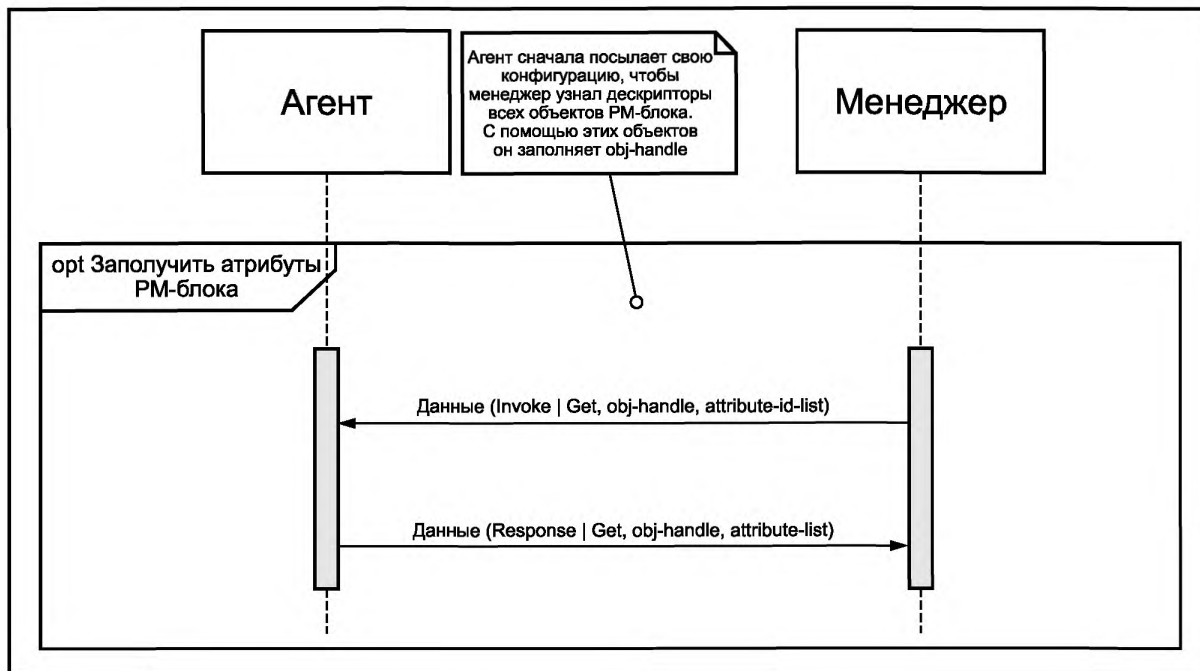 Агент
Агент сначала посылает свою
конфигурацию, чтобы
менеджер узнал дескрипторы
всех объектов РМ-блока.
С помощью этих объектов
он заполняет obj-handle
Менеджер
opt Заполучить атрибуты
РМ-блока
Данные (Invoke | Get, obj-handle, attribute-id-list)
Данные (Response | Get, obj-handle, attribute-list)